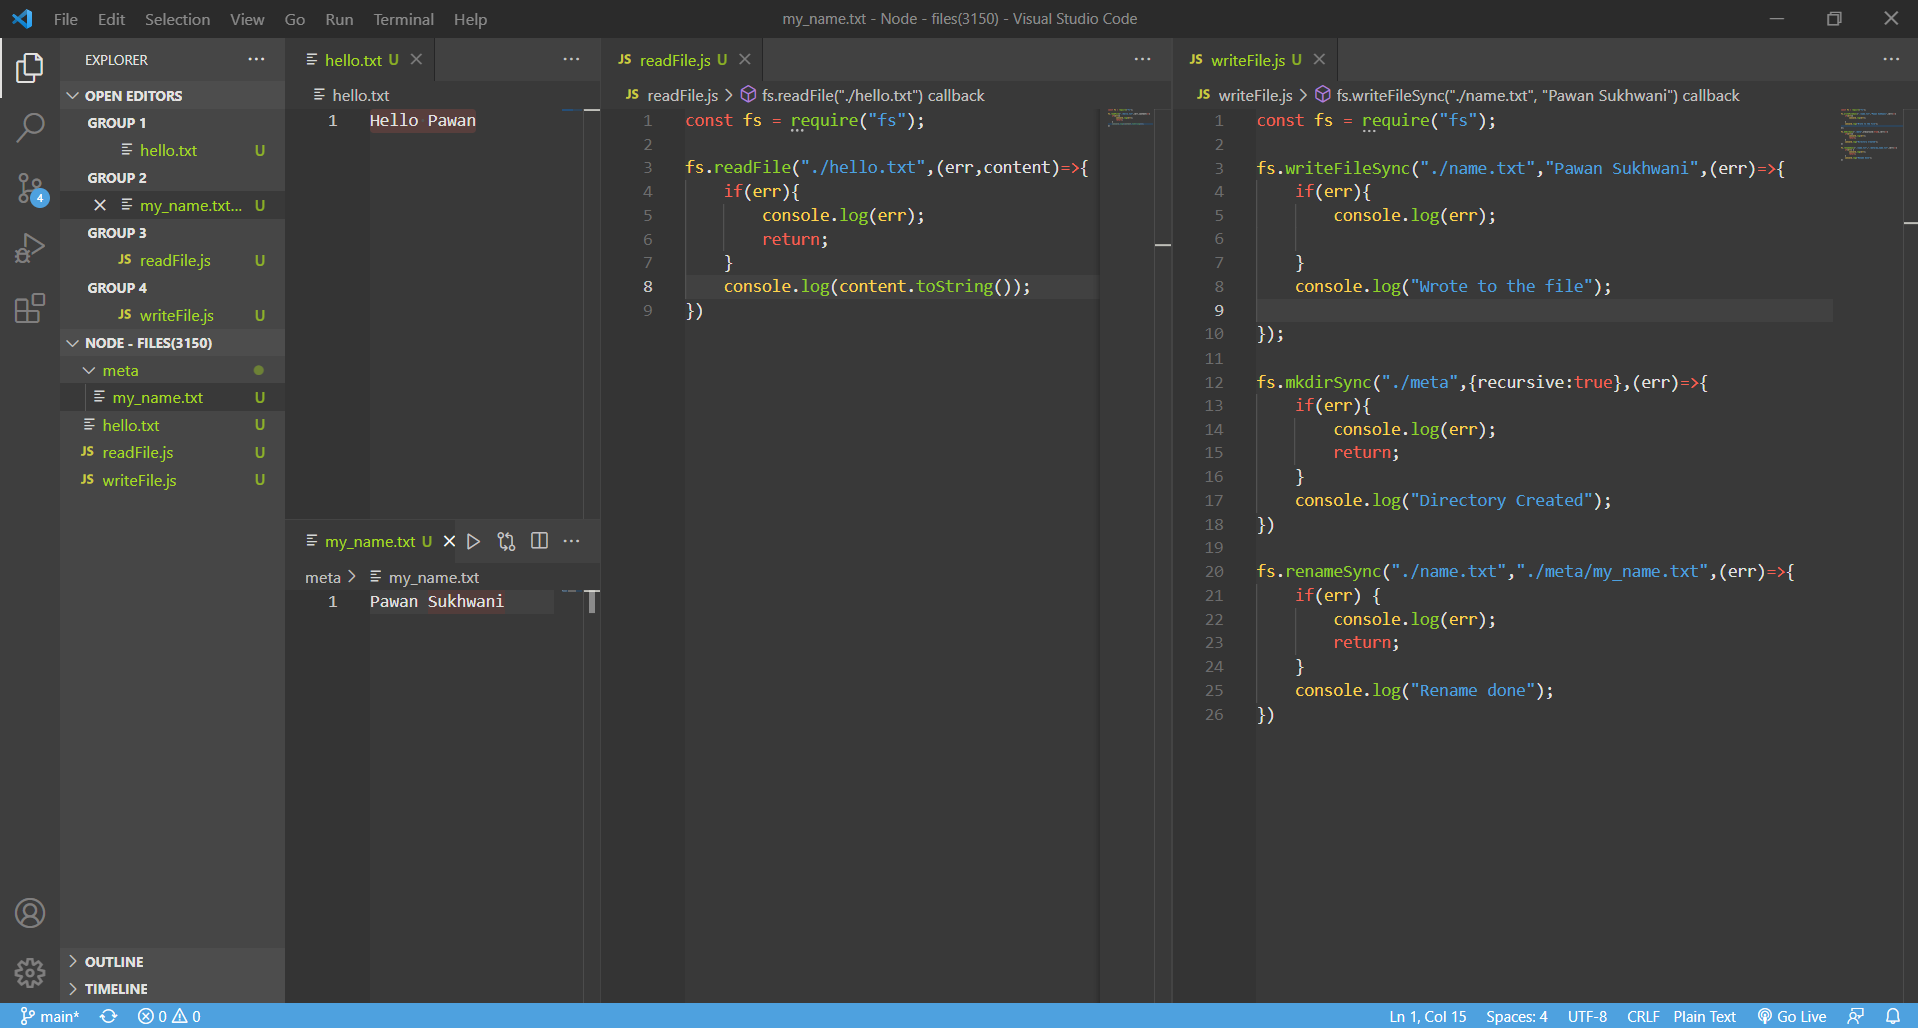 File Edit Selection View Go Run Terminal Help
my_name.txt - Node - files(3150) - Visual Studio Code
EXPLORER
OPEN EDITORS
GROUP 1
hello.txt U
GROUP 2
my_name.txt... U
GROUP 3
JS readFile.js U
GROUP 4
JS writeFile.js U
NODE - FILES(3150)
meta
my_name.txt U
hello.txt U
JS readFile.js U
JS writeFile.js U
4
OUTLINE
TIMELINE
hello.txt U
hello.txt
1 Hello Pawan
my_name.txt U
meta > my_name.txt
1 Pawan Sukhwani
JS readFile.js U
JS readFile.js > fs.readFile("./hello.txt") callback
1 const fs = require("fs");
2
3 fs.readFile("./hello.txt",(err,content)=>{
4 if(err){
5 console.log(err);
6 return;
7 }
8 console.log(content.toString());
9 })
JS writeFile.js U
JS writeFile.js > fs.writeFileSync("./name.txt", "Pawan Sukhwani") callback
1 const fs = require("fs");
2
3 fs.writeFileSync("./name.txt","Pawan Sukhwani",(err)=>{
4 if(err){
5 console.log(err);
6
7 }
8 console.log("Wrote to the file");
9
10 });
11
12 fs.mkdirSync("./meta",{recursive:true},(err)=>{
13 if(err){
14 console.log(err);
15 return;
16 }
17 console.log("Directory Created");
18 })
19
20 fs.renameSync("./name.txt","./meta/my_name.txt",(err)=>{
21 if(err) {
22 console.log(err);
23 return;
24 }
25 console.log("Rename done");
26 })
main* 0 0 Ln 1, Col 15 Spaces: 4 UTF-8 CRLF Plain Text Go Live